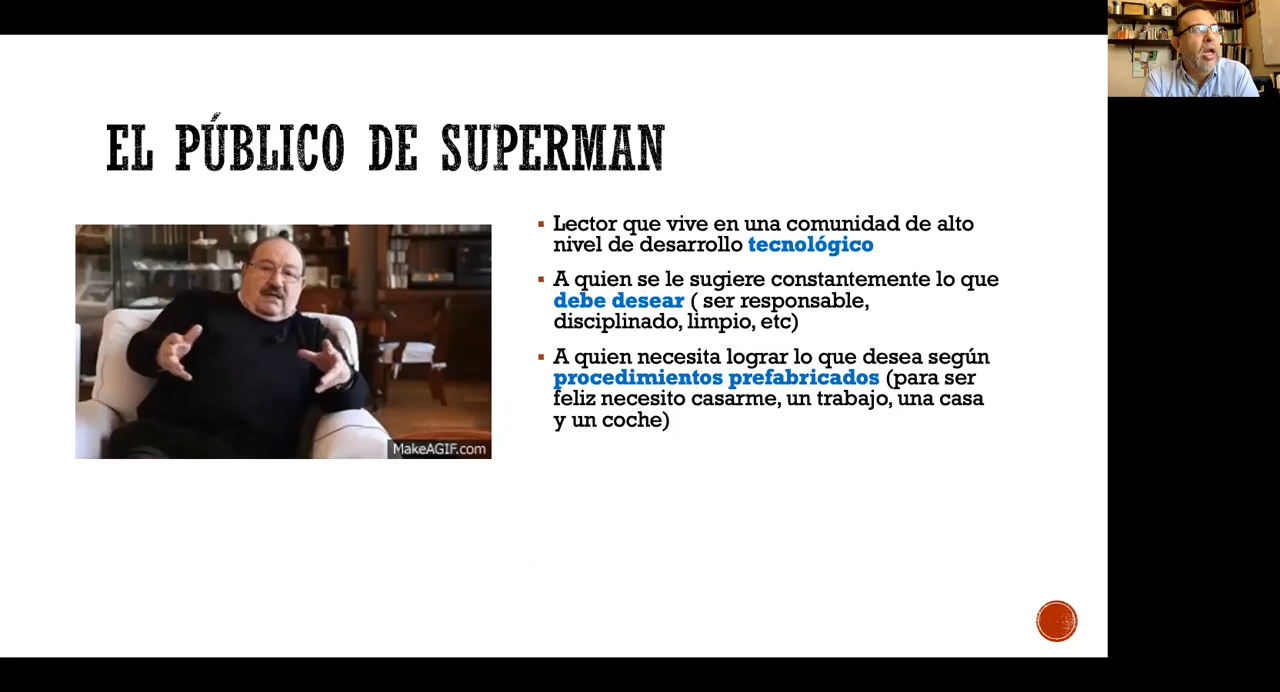 EL PÚBLICO DE SUPERMAN
▪ Lector que vive en una comunidad de alto
nivel de desarrollo tecnológico
▪ A quien se le sugiere constantemente lo que
debe desear ( ser responsable,
disciplinado, limpio, etc)
▪ A quien necesita lograr lo que desea según
procedimientos prefabricados (para ser
feliz necesito casarme, un trabajo, una casa
y un coche)
MakeAGIF.com